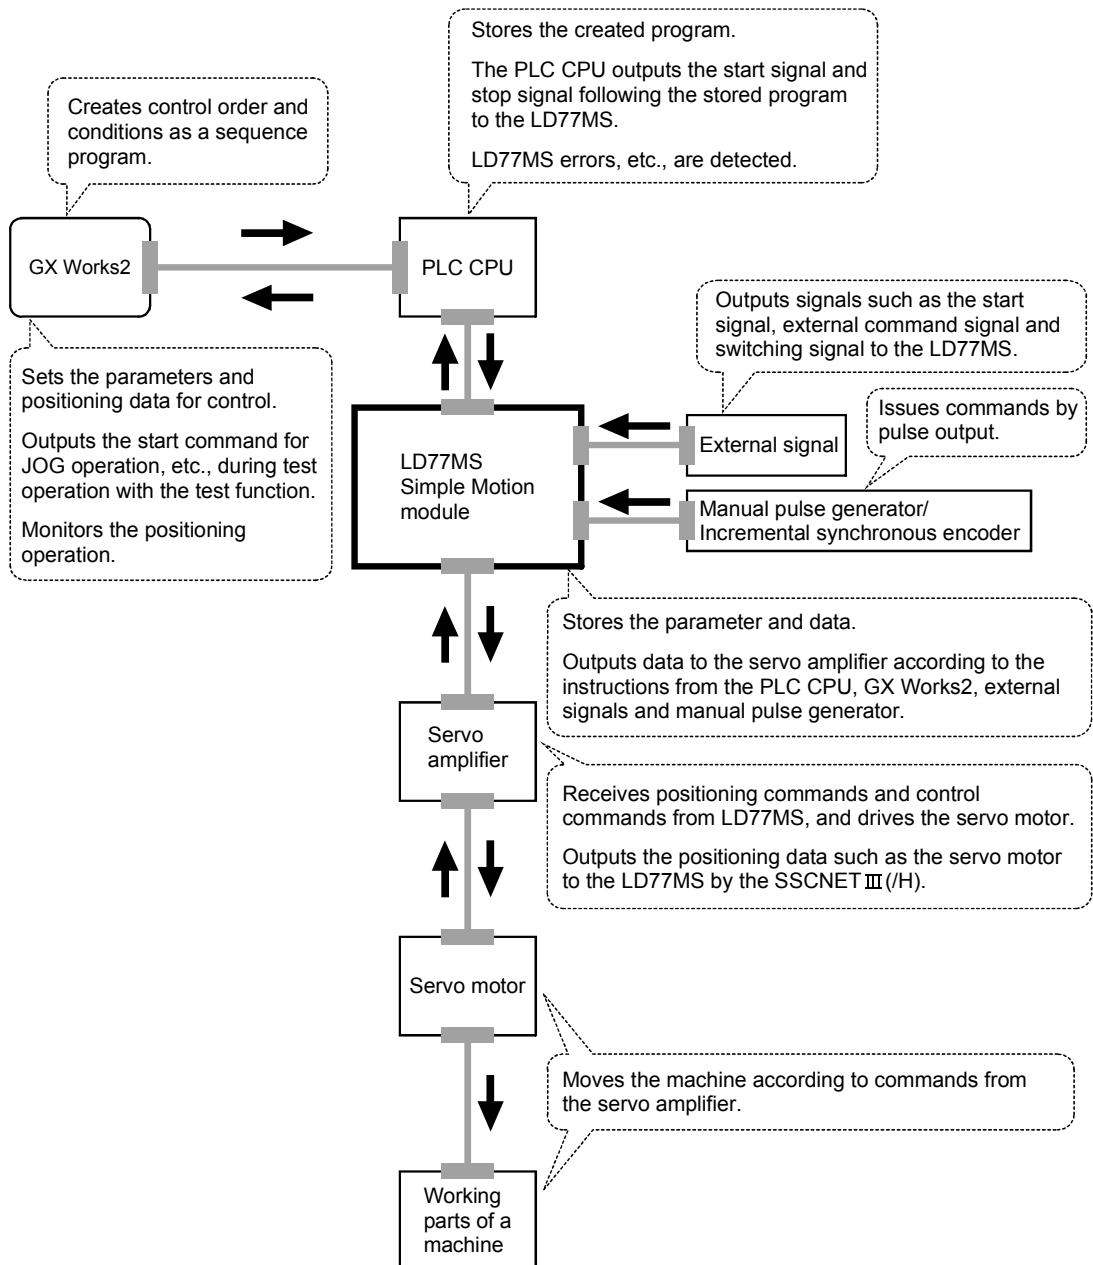 Stores the created program.
The PLC CPU outputs the start signal and
stop signal following the stored program
to the LD77MS.
LD77MS errors, etc., are detected.
Creates control order and
conditions as a sequence
program.
GX Works2
PLC CPU
Outputs signals such as the start
signal, external command signal and
switching signal to the LD77MS.
Sets the parameters and
positioning data for control.
Outputs the start command for
JOG operation, etc., during test
operation with the test function.
Monitors the positioning
operation.
Issues commands by
pulse output.
LD77MS
Simple Motion
module
External signal
Manual pulse generator/
Incremental synchronous encoder
Stores the parameter and data.
Outputs data to the servo amplifier according to the
instructions from the PLC CPU, GX Works2, external
signals and manual pulse generator.
Servo
amplifier
Receives positioning commands and control
commands from LD77MS, and drives the servo motor.
Outputs the positioning data such as the servo motor
to the LD77MS by the SSCNETⅢ(/H).
Servo motor
Moves the machine according to commands from
the servo amplifier.
Working
parts of a
machine